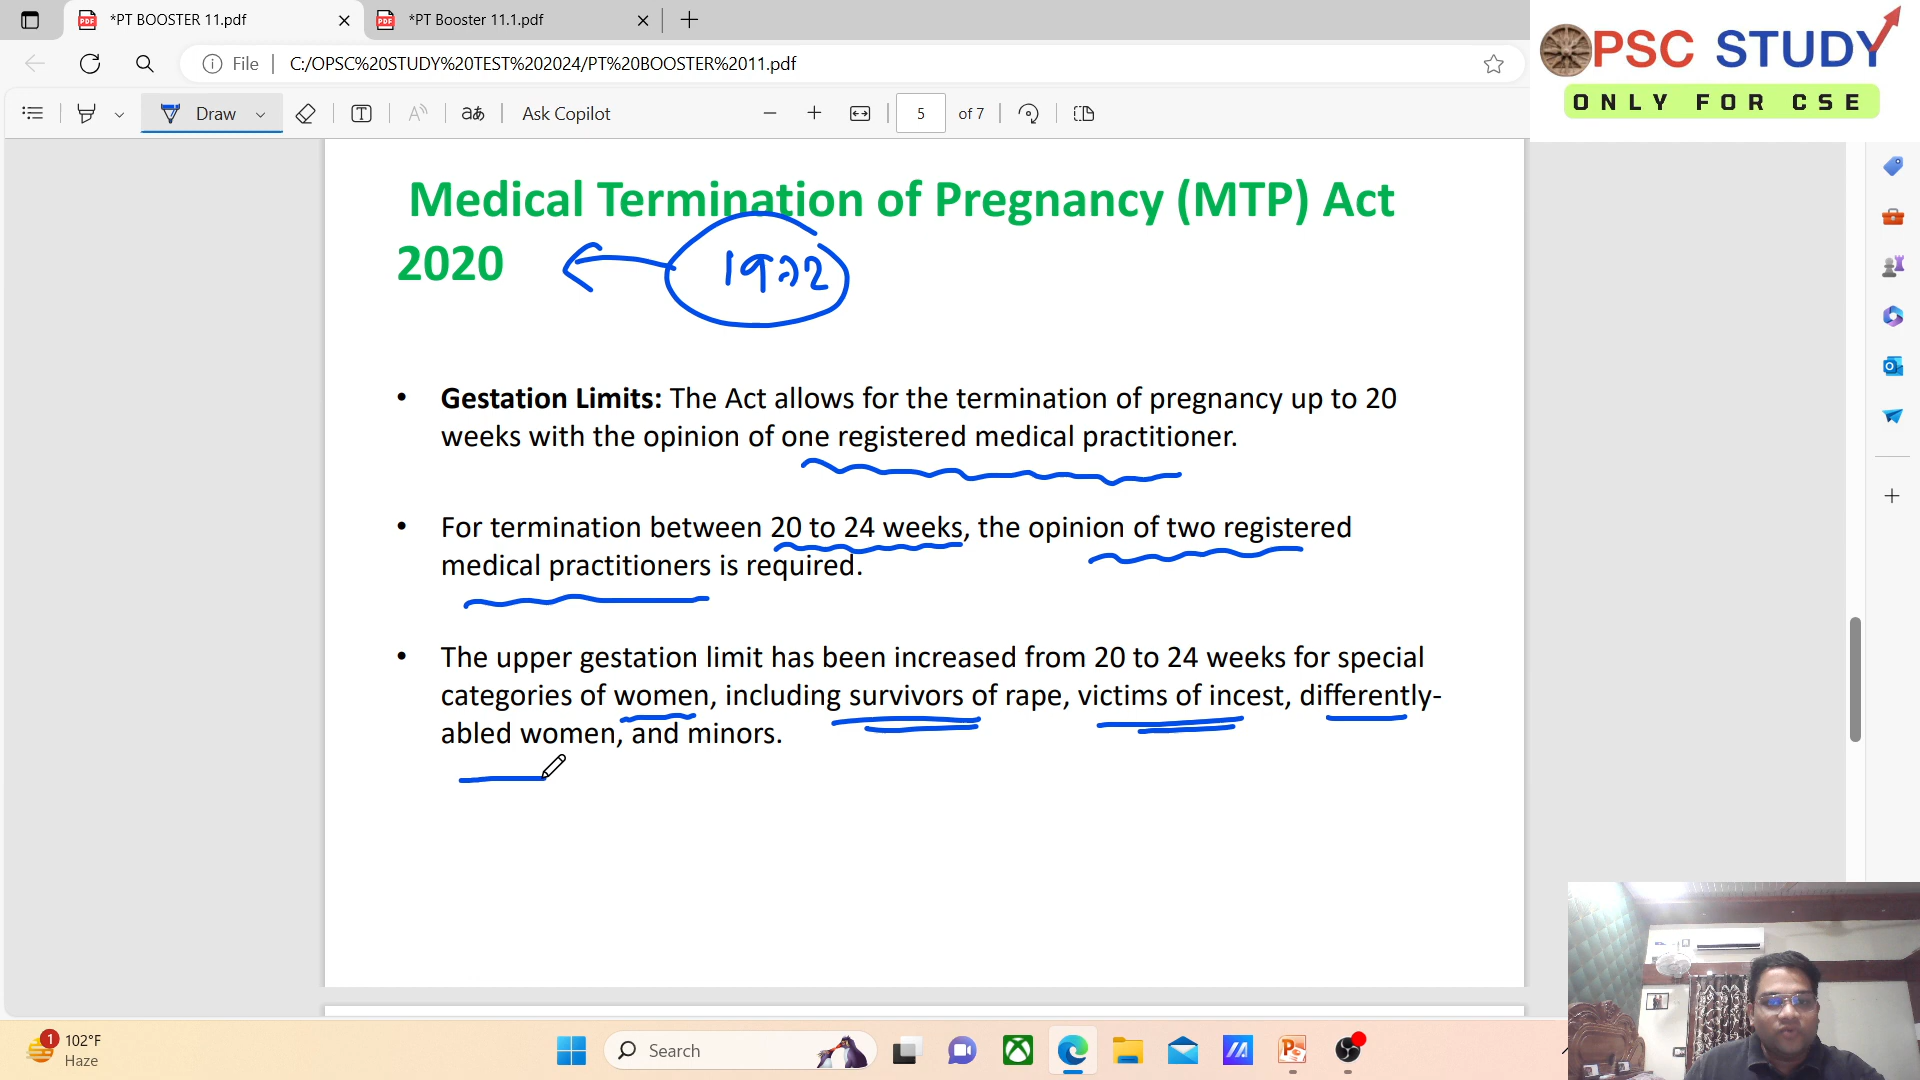 *PT BOOSTER 11.pdf
*PT Booster 11.1.pdf
File
C:/OPSC%20STUDY%20TEST%202024/PT%20BOOSTER%2011.pdf
PSC STUDY
ONLY FOR CSE
Draw
T
A
aあ
Ask Copilot
5
of 7
Medical Termination of Pregnancy (MTP) Act
2020
• Gestation Limits: The Act allows for the termination of pregnancy up to 20
weeks with the opinion of one registered medical practitioner.
• For termination between 20 to 24 weeks, the opinion of two registered
medical practitioners is required.
• The upper gestation limit has been increased from 20 to 24 weeks for special
categories of women, including survivors of rape, victims of incest, differently-
abled women, and minors.
1
102°F
Haze
Search